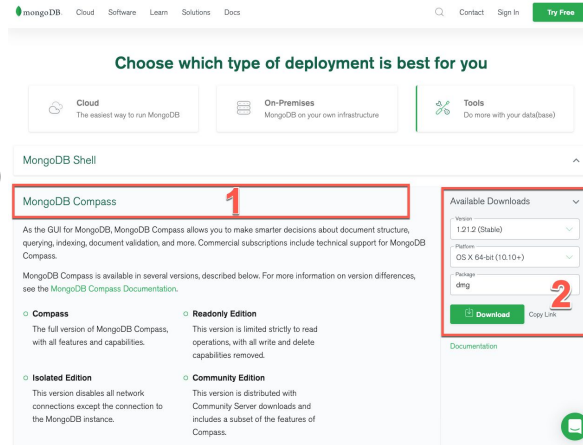 mongoDB. Cloud Software Learn Solutions Docs Contact Sign In Try Free
Choose which type of deployment is best for you
Cloud
The easiest way to run MongoDB
On-Premises
MongoDB on your own infrastructure
Tools
Do more with your data(base)
MongoDB Shell
MongoDB Compass
1
As the GUI for MongoDB, MongoDB Compass allows you to make smarter decisions about document structure,
querying, indexing, document validation, and more. Commercial subscriptions include technical support for MongoDB
Compass.
MongoDB Compass is available in several versions, described below. For more information on version differences,
see the MongoDB Compass Documentation.
Compass
The full version of MongoDB Compass,
with all features and capabilities.
Readonly Edition
This version is limited strictly to read
operations, with all write and delete
capabilities removed.
Isolated Edition
This version disables all network
connections except the connection to
the MongoDB instance.
Community Edition
This version is distributed with
Community Server downloads and
includes a subset of the features of
Compass.
Available Downloads
Version
1.21.2 (Stable)
Platform
OS X 64-bit (10.10+)
Package
dmg
2
Download Copy Link
Documentation